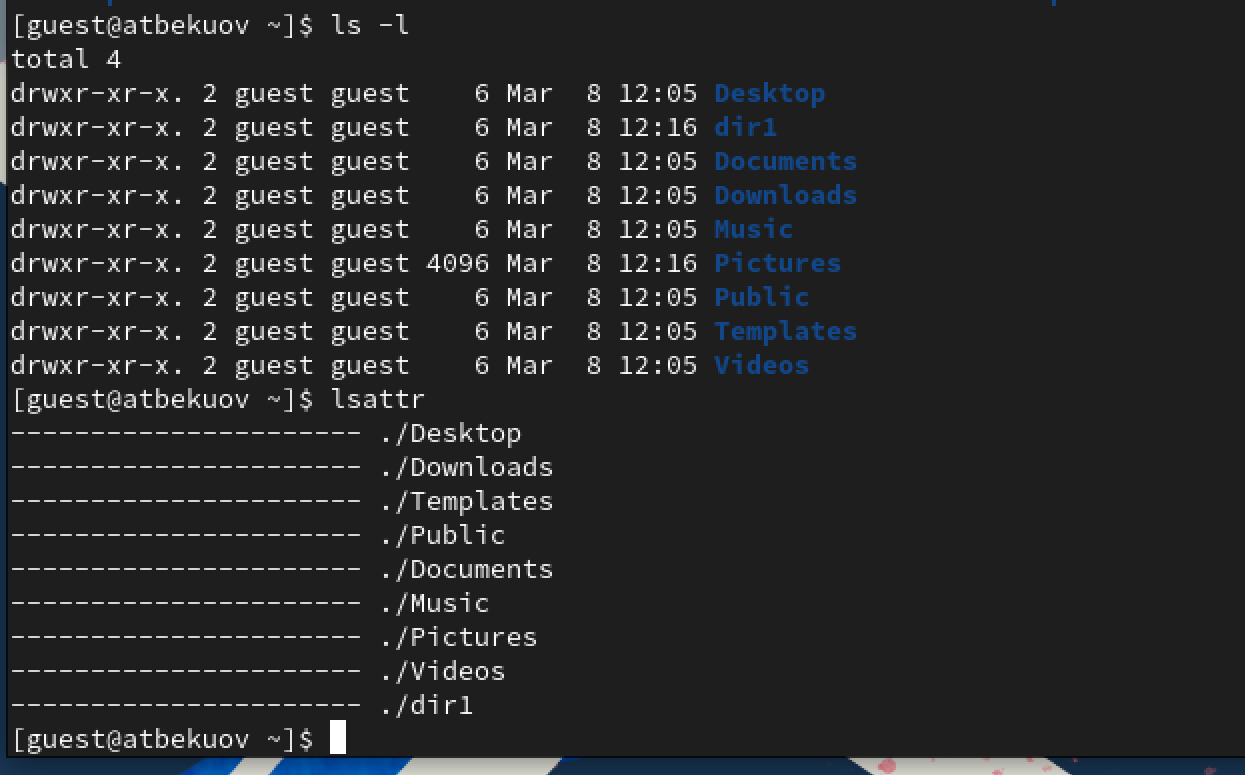 [guest@atbekuov ~]$ ls -l
total 4
drwxr-xr-x. 2 guest guest    6 Mar  8 12:05 Desktop
drwxr-xr-x. 2 guest guest    6 Mar  8 12:16 dir1
drwxr-xr-x. 2 guest guest    6 Mar  8 12:05 Documents
drwxr-xr-x. 2 guest guest    6 Mar  8 12:05 Downloads
drwxr-xr-x. 2 guest guest    6 Mar  8 12:05 Music
drwxr-xr-x. 2 guest guest 4096 Mar  8 12:16 Pictures
drwxr-xr-x. 2 guest guest    6 Mar  8 12:05 Public
drwxr-xr-x. 2 guest guest    6 Mar  8 12:05 Templates
drwxr-xr-x. 2 guest guest    6 Mar  8 12:05 Videos
[guest@atbekuov ~]$ lsattr
---------------------- ./Desktop
---------------------- ./Downloads
---------------------- ./Templates
---------------------- ./Public
---------------------- ./Documents
---------------------- ./Music
---------------------- ./Pictures
---------------------- ./Videos
---------------------- ./dir1
[guest@atbekuov ~]$